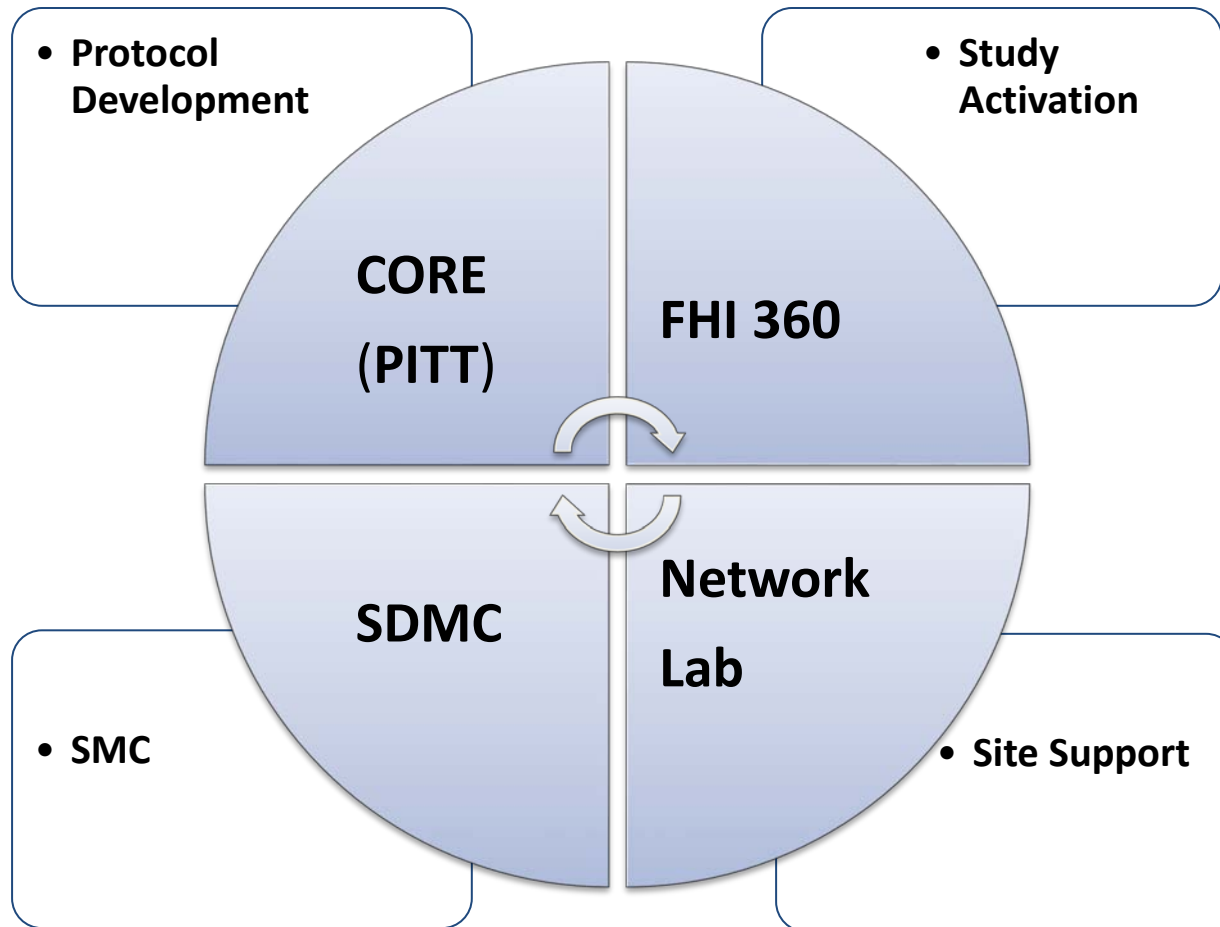 • Protocol
Development
• Study
Activation
CORE
(PITT)
FHI 360
SDMC
Network
Lab
• SMC
• Site Support